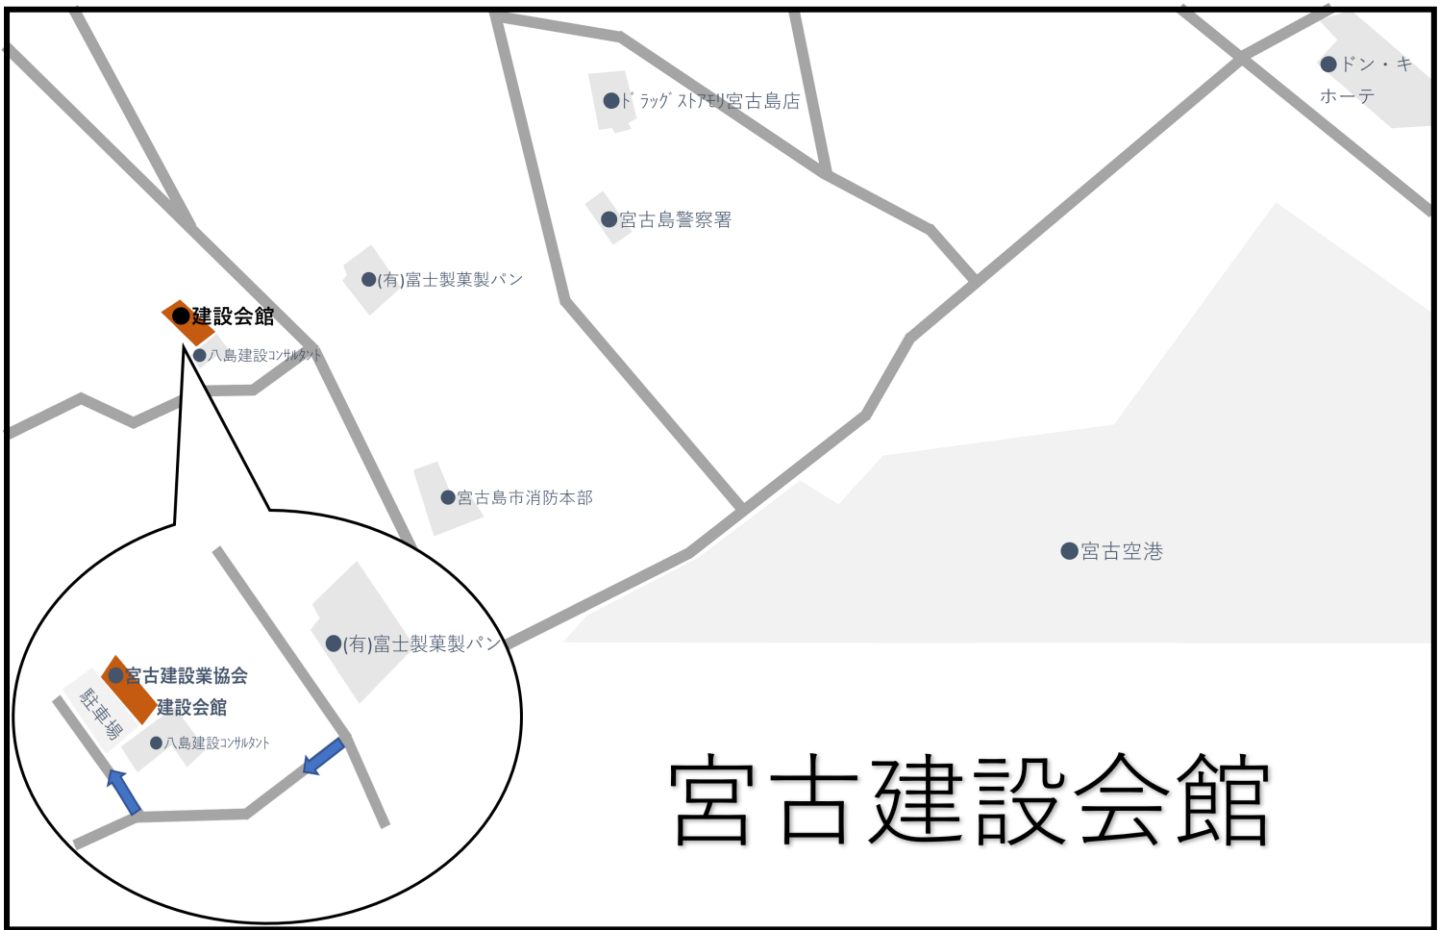 ドン・キ
ホーテ
ﾄﾞﾗｯｸﾞｽﾄｱﾓﾘ宮古島店
宮古島警察署
(有)富士製菓製パン
建設会館
八島建設ｺﾝｻﾙﾀﾝﾄ
宮古島市消防本部
宮古空港
(有)富士製菓製パン
宮古建設業協会
建設会館
駐車場
八島建設ｺﾝｻﾙﾀﾝﾄ
宮古建設会館